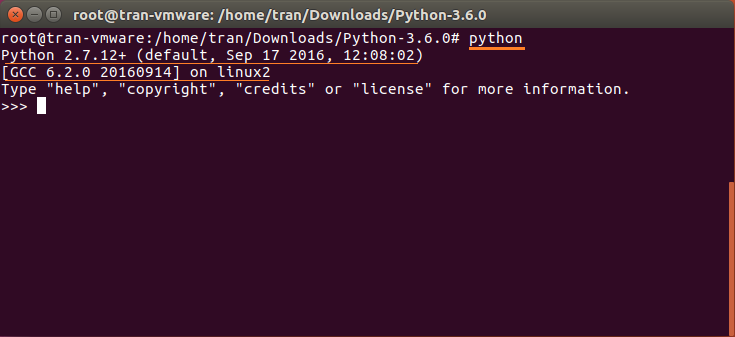 root@tran-vmware: /home/tran/Downloads/Python-3.6.0
root@tran-vmware:/home/tran/Downloads/Python-3.6.0# python
Python 2.7.12+ (default, Sep 17 2016, 12:08:02)
[GCC 6.2.0 20160914] on linux2
Type "help", "copyright", "credits" or "license" for more information.
>>>